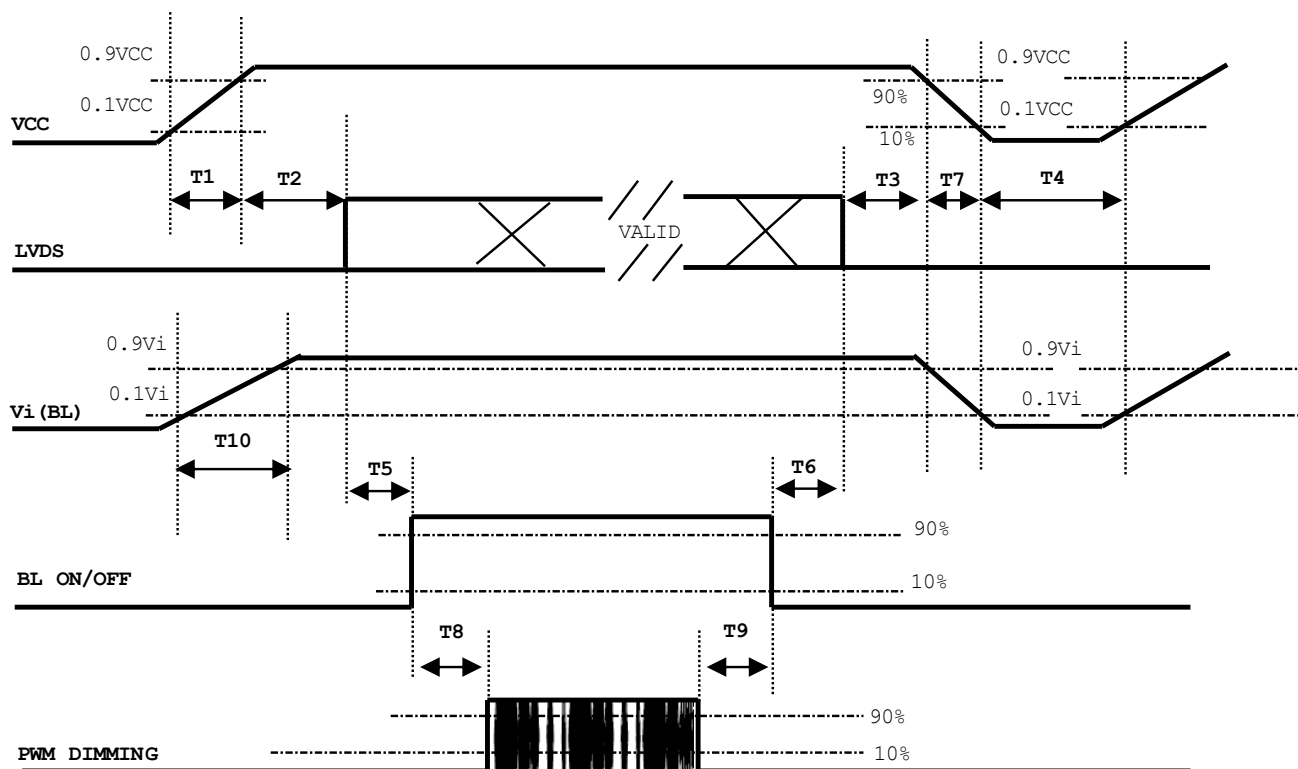 0.9VCC
0.9VCC
90%
0.1VCC
0.1VCC
VCC
10%
T1
T2
T3
T7
T4
VALID
LVDS
0.9Vi
0.9Vi
0.1Vi
0.1Vi
Vi(BL)
T10
T5
T6
90%
BL ON/OFF
10%
T8
T9
90%
PWM DIMMING
10%